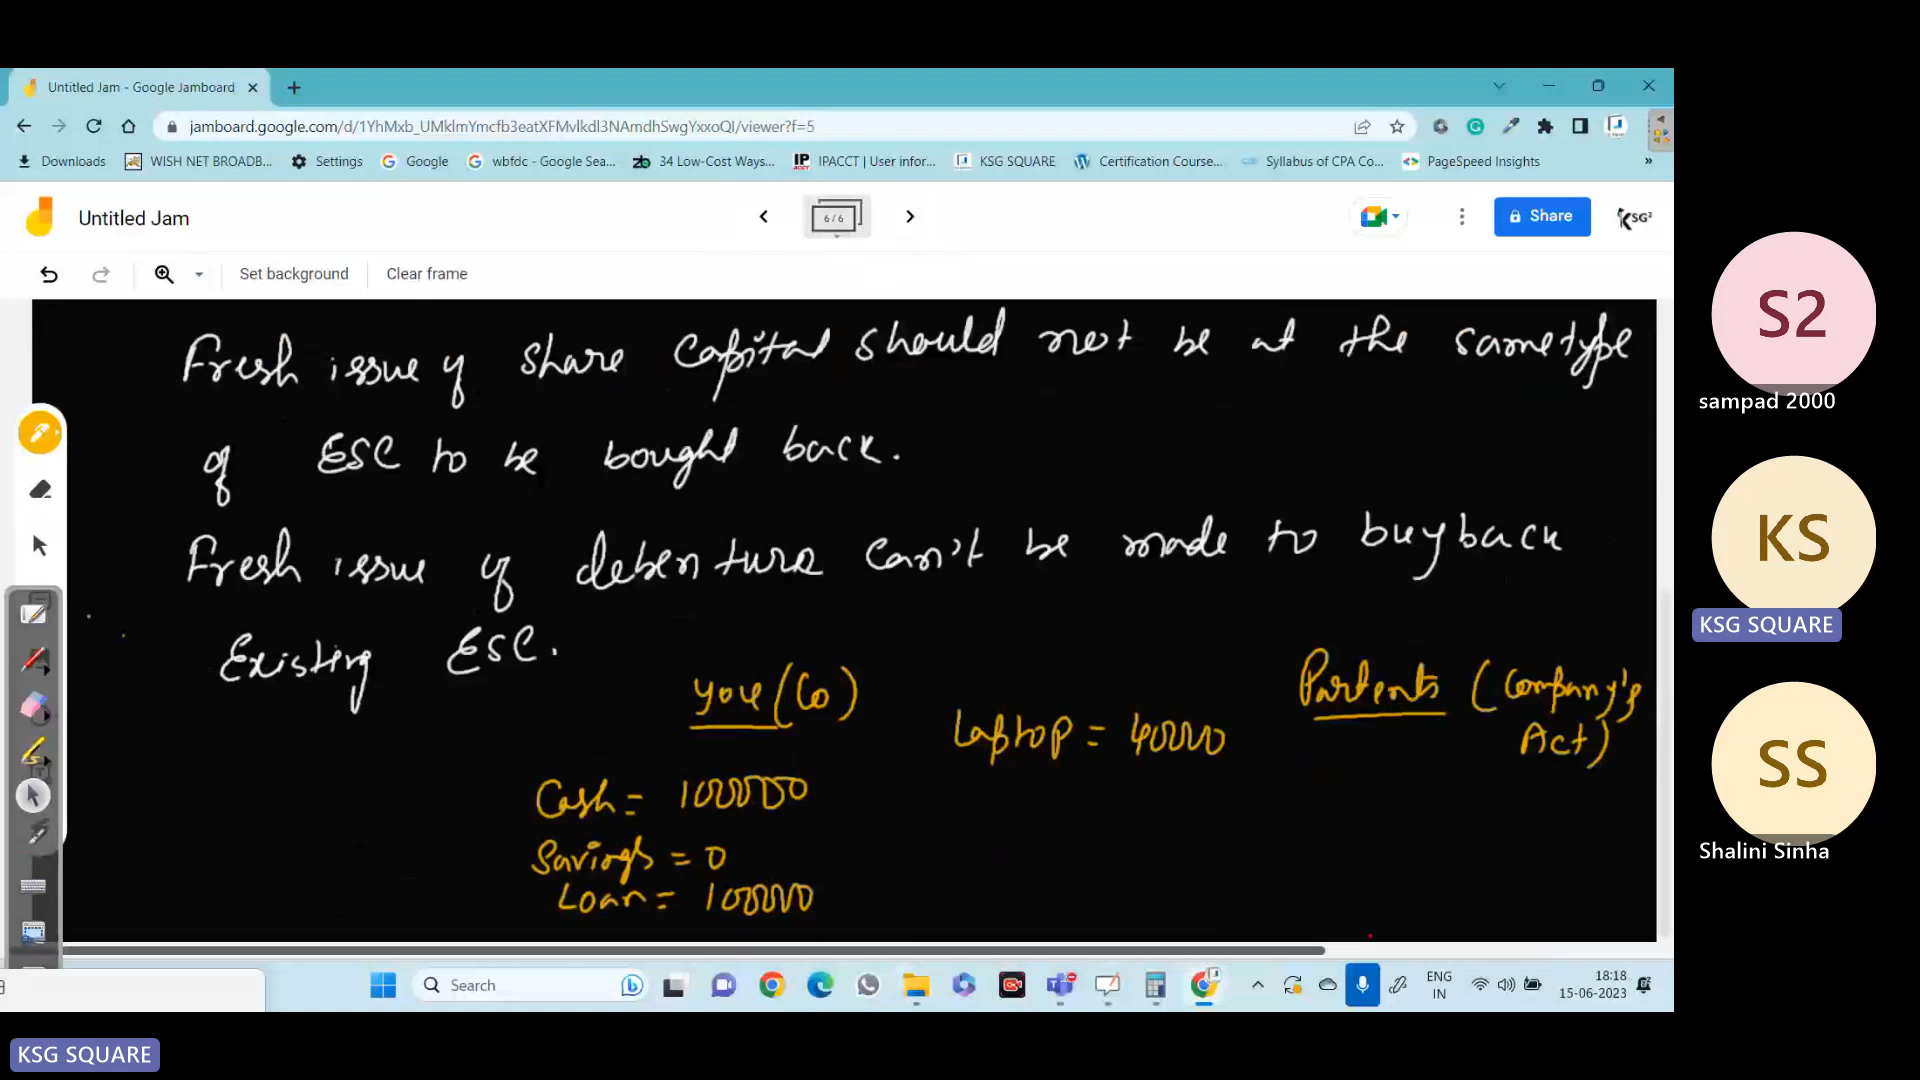 Untitled Jam - Google Jamboard
jamboard.google.com/d/1YhMxb_UMklmYmcfb3eatXFMvlkdl3NAmdhSwgYxxoQI/viewer?f=5
Downloads WISH NET BROADB... Settings Google wbfdc - Google Sea... 34 Low-Cost Ways... IPACCT | User infor... KSG SQUARE Certification Course... Syllabus of CPA Co... PageSpeed Insights »
Untitled Jam
6 / 6
Share
KSG²
Set background Clear frame
Fresh issue of share capital should not be at the same type
of ESC to be bought back.
Fresh issue of debenture can't be made to buyback
Existing ESC.
You (Co)
Laptop = 40000
Partents (Company's
Act)
Cash = 100000
Savings = 0
Loan = 100000
S2
sampad 2000
KS
KSG SQUARE
SS
Shalini Sinha
Search
ENG
IN
18:18
15-06-2023
KSG SQUARE